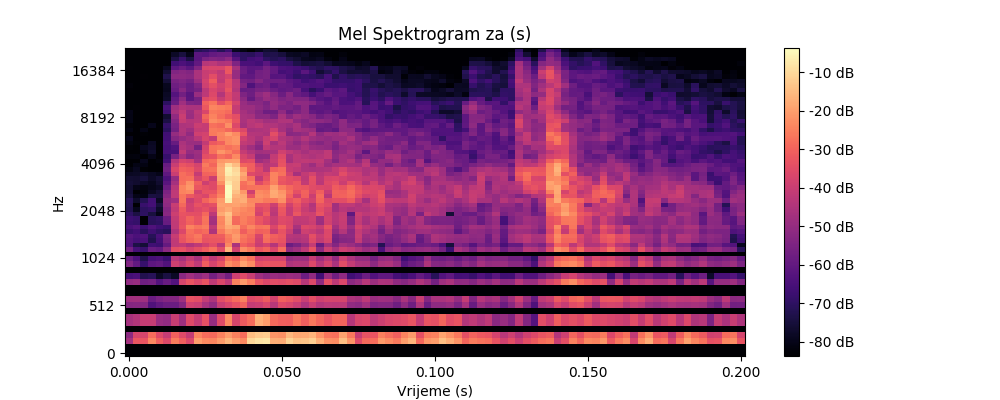 Mel Spektrogram za (s)
Hz
16384
8192
4096
2048
1024
512
0
0.000
0.050
0.100
0.150
0.200
Vrijeme (s)
-10 dB
-20 dB
-30 dB
-40 dB
-50 dB
-60 dB
-70 dB
-80 dB